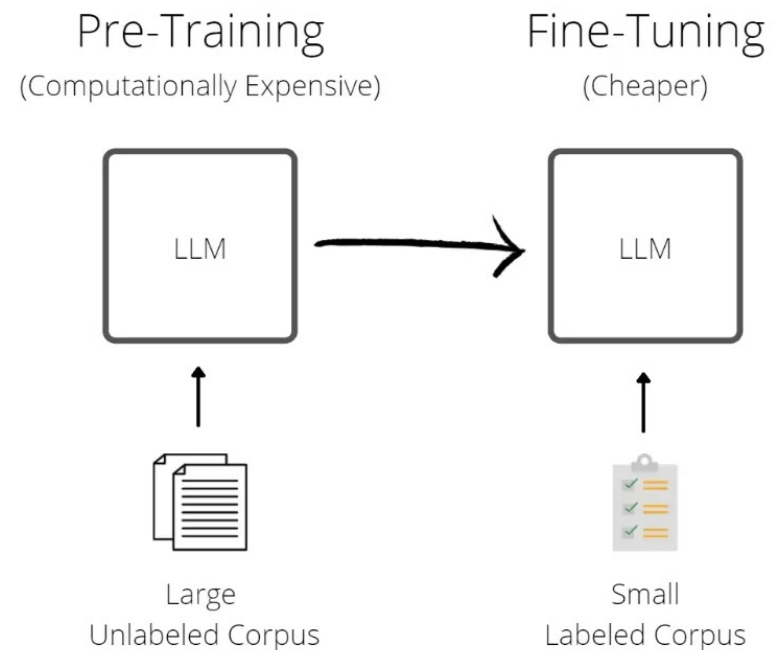 Pre-Training
(Computationally Expensive)
LLM
Large
Unlabeled Corpus
Fine-Tuning
(Cheaper)
LLM
Small
Labeled Corpus